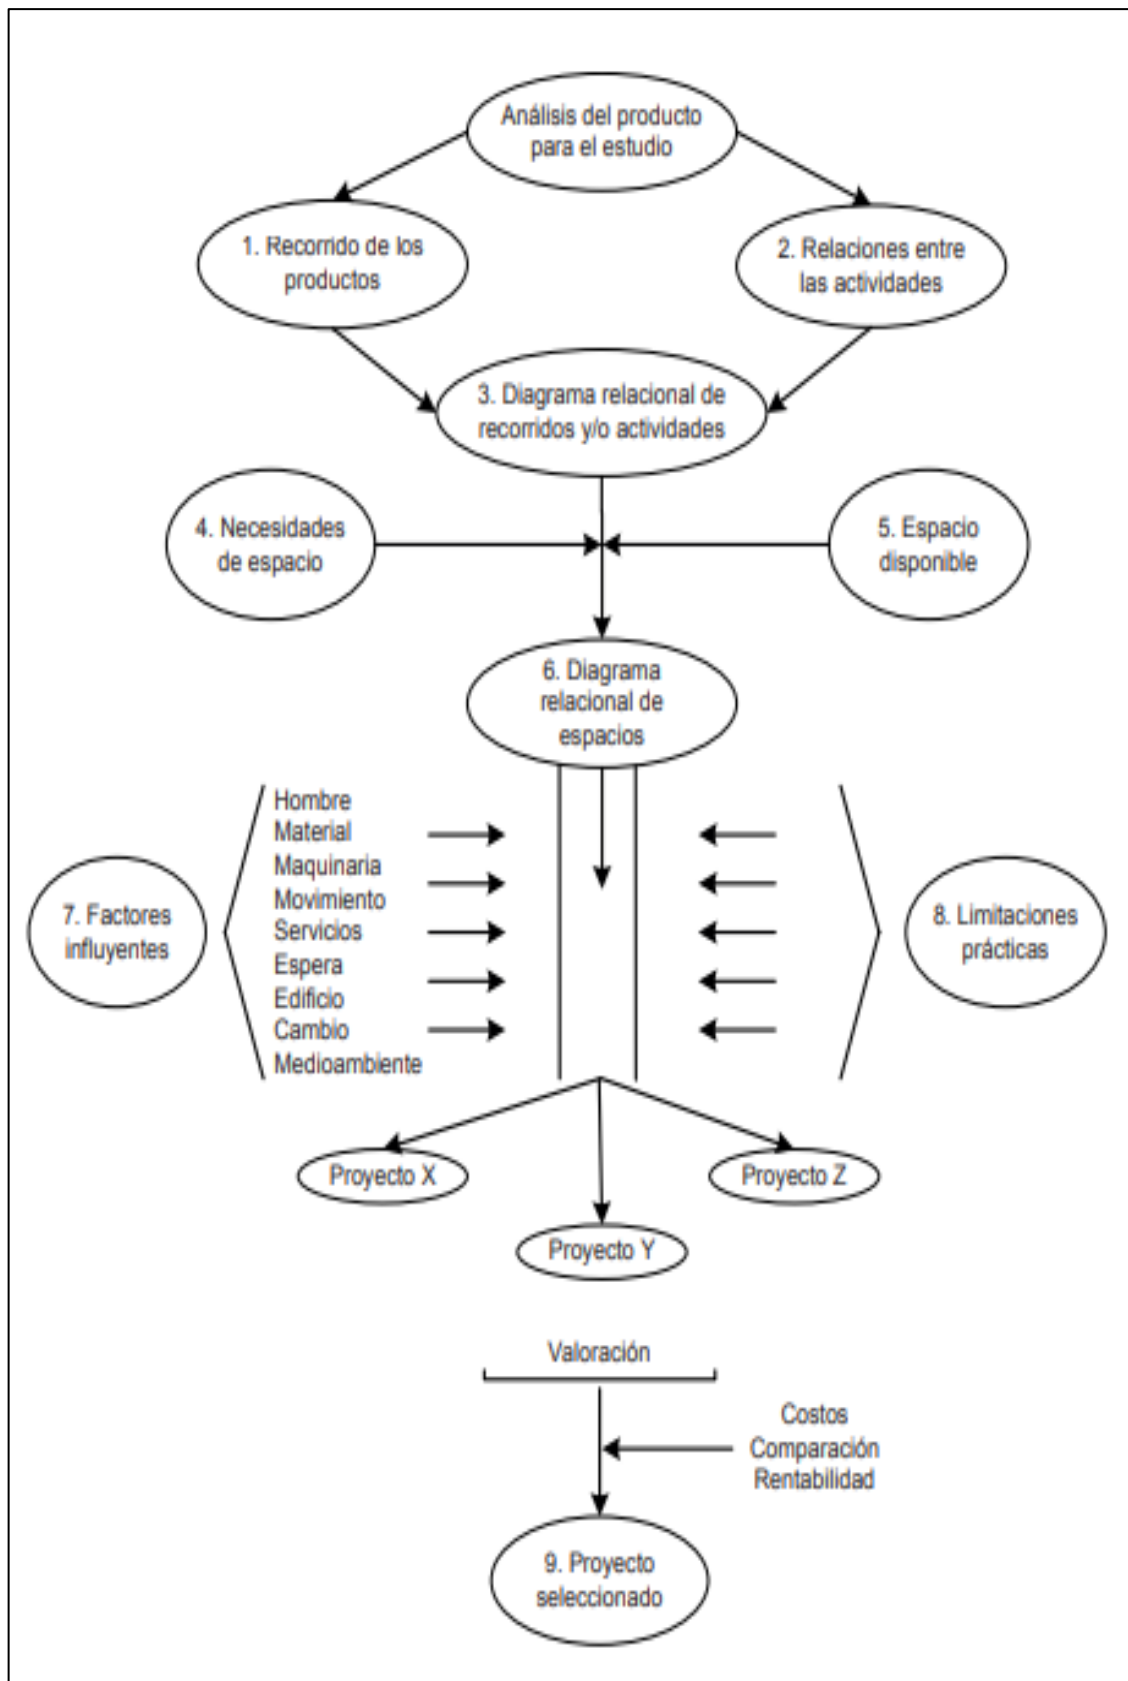 Análisis del producto
para el estudio
1. Recorrido de los
productos
2. Relaciones entre
las actividades
3. Diagrama relacional de
recorridos y/o actividades
4. Necesidades
de espacio
5. Espacio
disponible
6. Diagrama
relacional de
espacios
7. Factores
influyentes
Hombre
Material
Maquinaria
Movimiento
Servicios
Espera
Edificio
Cambio
Medioambiente
8. Limitaciones
prácticas
Proyecto X
Proyecto Z
Proyecto Y
Valoración
Costos
Comparación
Rentabilidad
9. Proyecto
seleccionado